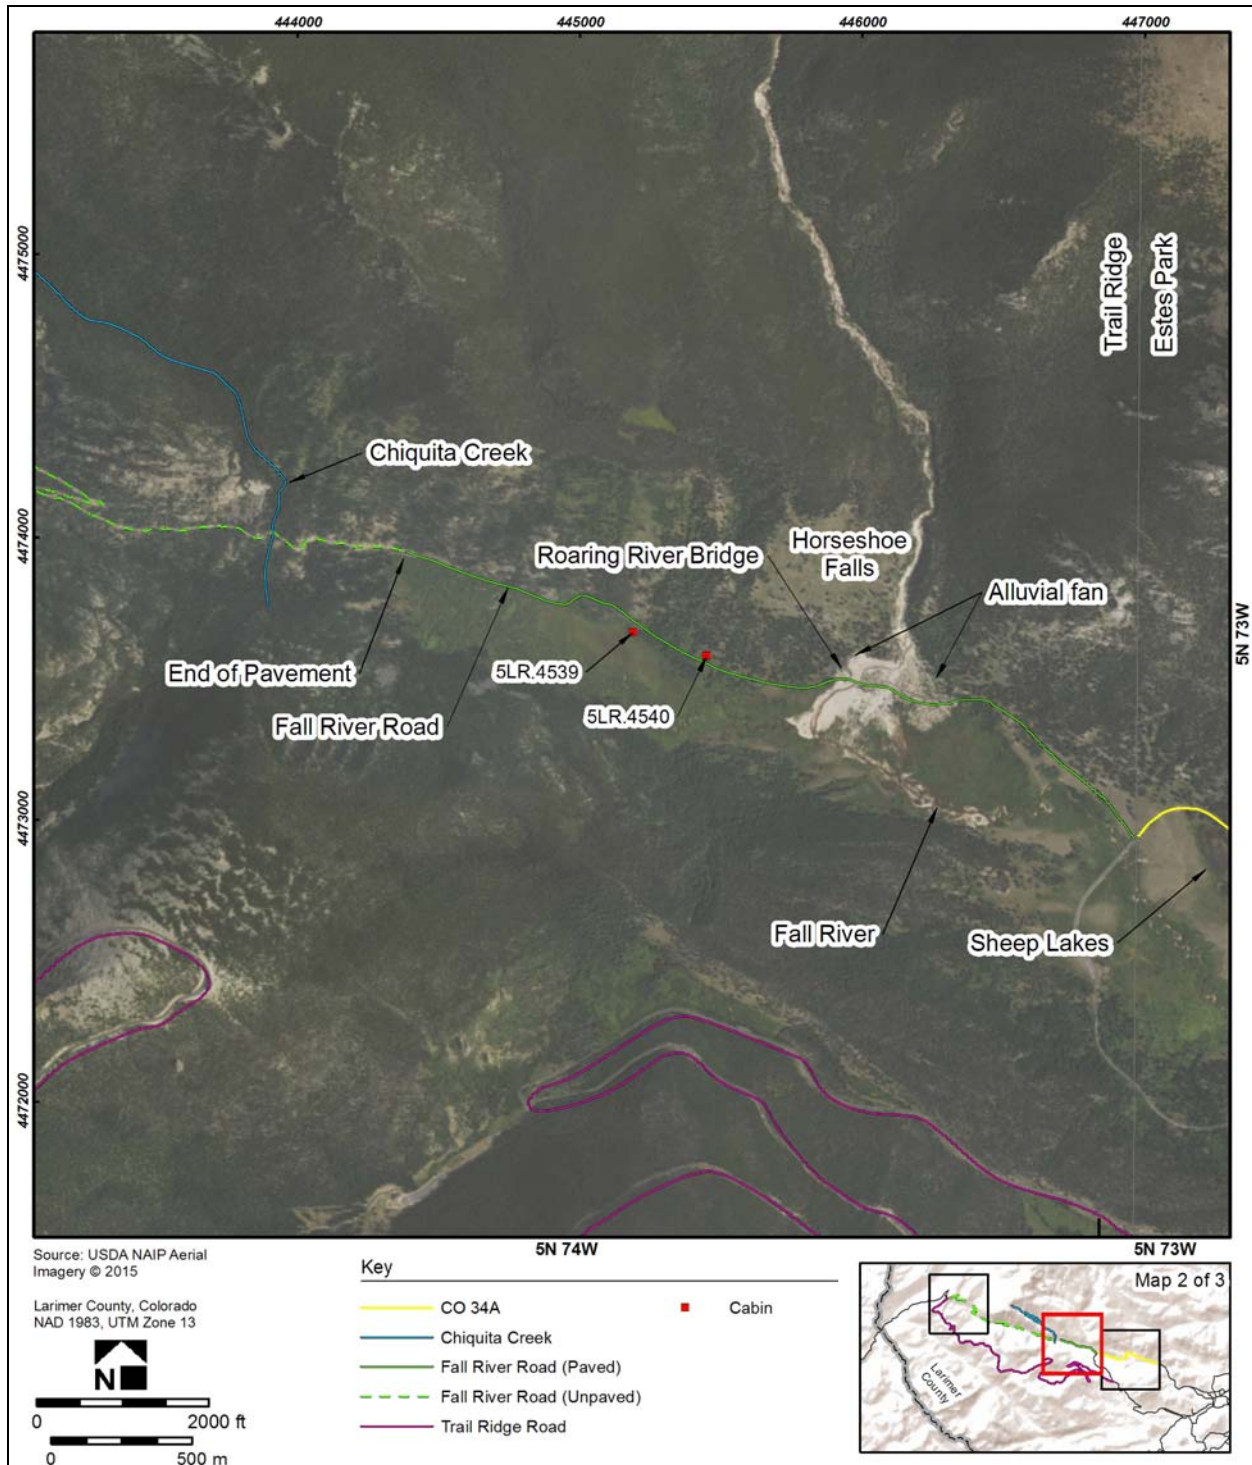 444000
445000
446000
447000
4475000
4474000
4473000
4472000
Trail Ridge
Estes Park
Chiquita Creek
Roaring River Bridge
Horseshoe
Falls
Alluvial fan
5N 73W
End of Pavement
5LR.4539
Fall River Road
5LR.4540
Fall River
Sheep Lakes
5N 74W
5N 73W
Source: USDA NAIP Aerial
Imagery © 2015
Larimer County, Colorado
NAD 1983, UTM Zone 13
N
0
2000 ft
0
500 m
Key
CO 34A
Chiquita Creek
Fall River Road (Paved)
Fall River Road (Unpaved)
Trail Ridge Road
Cabin
Map 2 of 3
Larimer
County